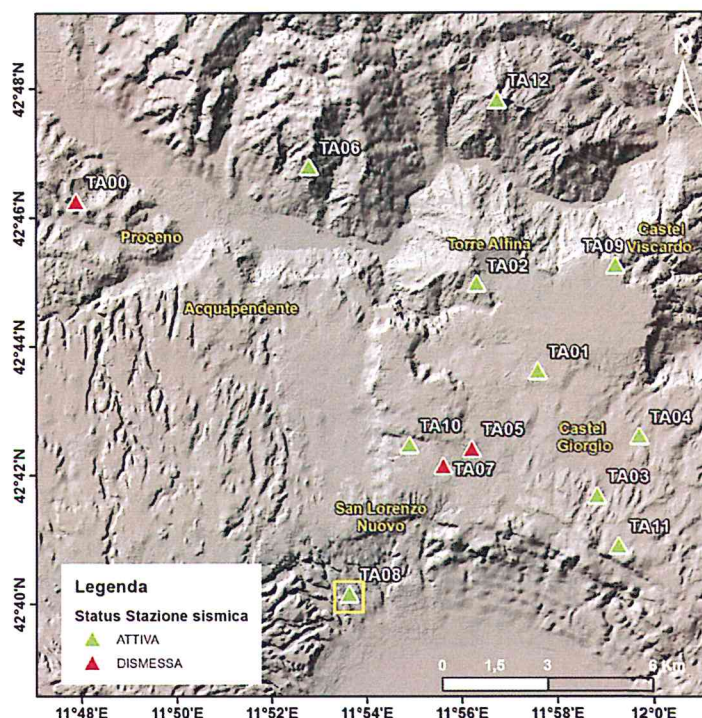 42°48'N
42°46'N
42°44'N
42°42'N
42°40'N
N
TA12
TA06
TA00
Proceno
Castel
Viscardo
TA09
Torre Alfina
TA02
Acquapendente
TA01
TA04
Castel
Giorgio
TA10
TA05
TA07
TA03
San Lorenzo
Nuovo
TA11
TA08
Legenda
Status Stazione sismica
ATTIVA
DISMESSA
0 1,5 3 6 Km
11°48'E 11°50'E 11°52'E 11°54'E 11°56'E 11°58'E 12°0'E